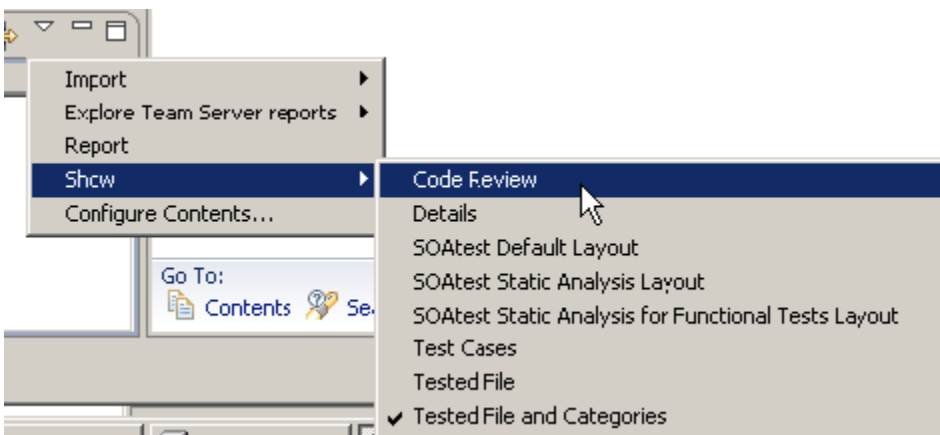 Import
Explore Team Server reports
Report
Show
Configure Contents...
Code Review
Details
SOAtest Default Layout
SOAtest Static Analysis Layout
SOAtest Static Analysis for Functional Tests Layout
Test Cases
Tested File
Tested File and Categories
Go To:
Contents